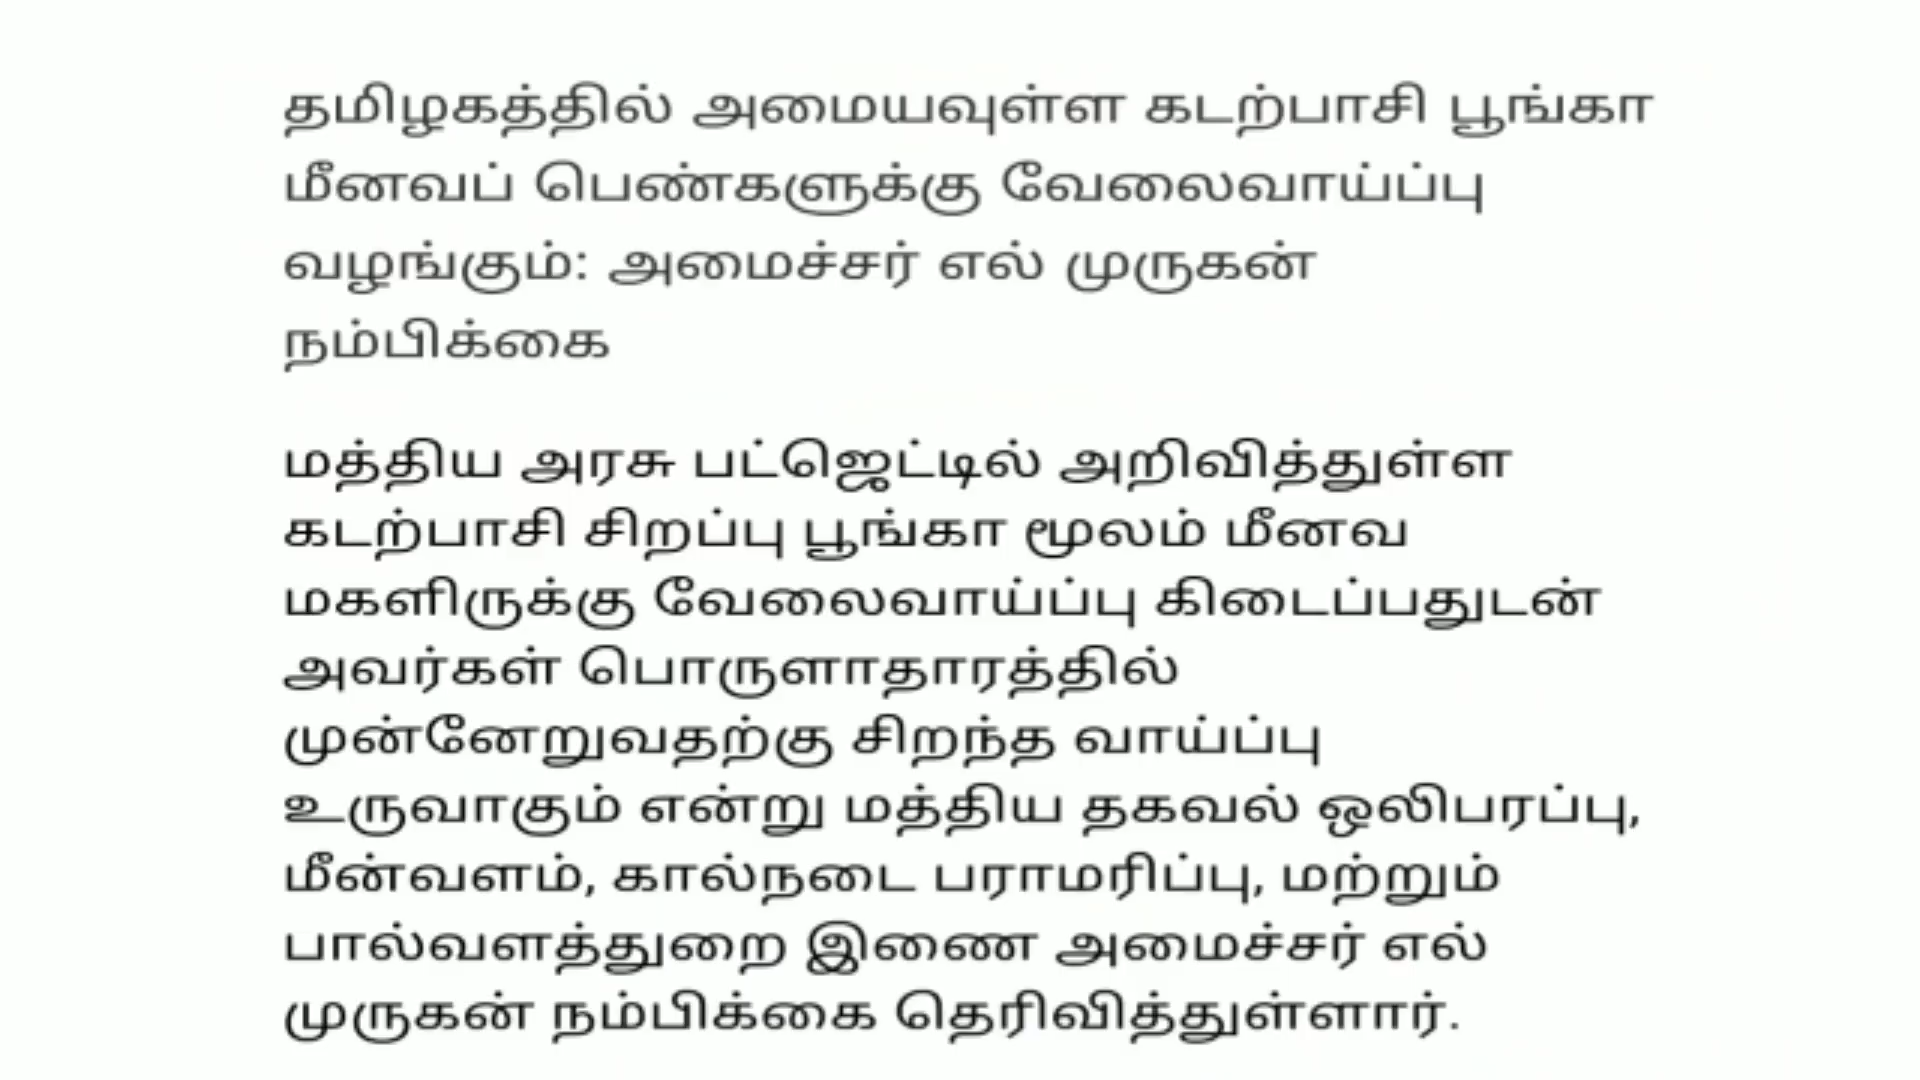 தமிழகத்தில் அமையவுள்ள கடற்பாசி பூங்கா
மீனவப் பெண்களுக்கு வேலைவாய்ப்பு
வழங்கும்: அமைச்சர் எல் முருகன்
நம்பிக்கை
மத்திய அரசு பட்ஜெட்டில் அறிவித்துள்ள
கடற்பாசி சிறப்பு பூங்கா மூலம் மீனவ
மகளிருக்கு வேலைவாய்ப்பு கிடைப்பதுடன்
அவர்கள் பொருளாதாரத்தில்
முன்னேறுவதற்கு சிறந்த வாய்ப்பு
உருவாகும் என்று மத்திய தகவல் ஒலிபரப்பு,
மீன்வளம், கால்நடை பராமரிப்பு, மற்றும்
பால்வளத்துறை இணை அமைச்சர் எல்
முருகன் நம்பிக்கை தெரிவித்துள்ளார்.